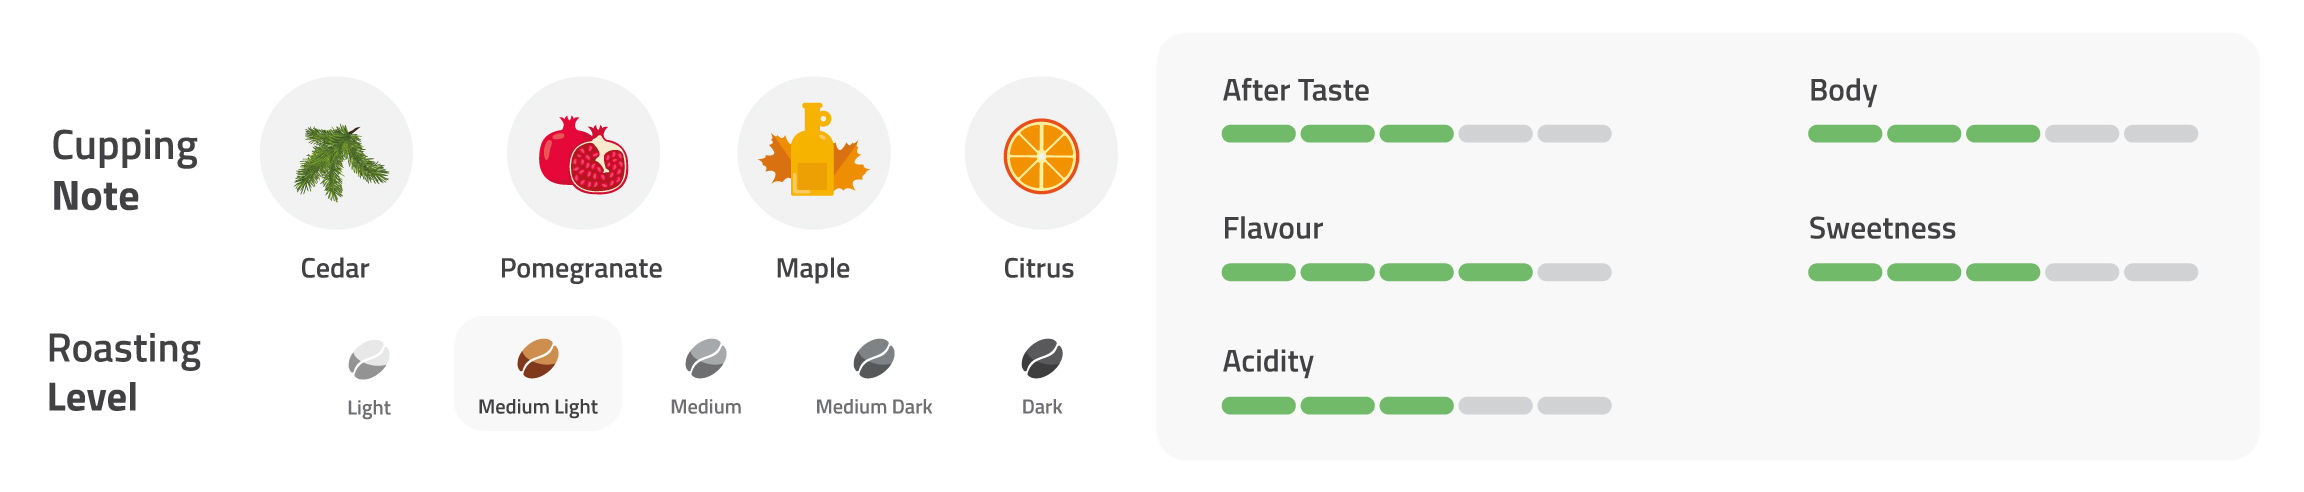 Cupping
Note
Cedar
Pomegranate
Maple
Citrus
Roasting
Level
Light
Medium Light
Medium
Medium Dark
Dark
After Taste
Body
Flavour
Sweetness
Acidity